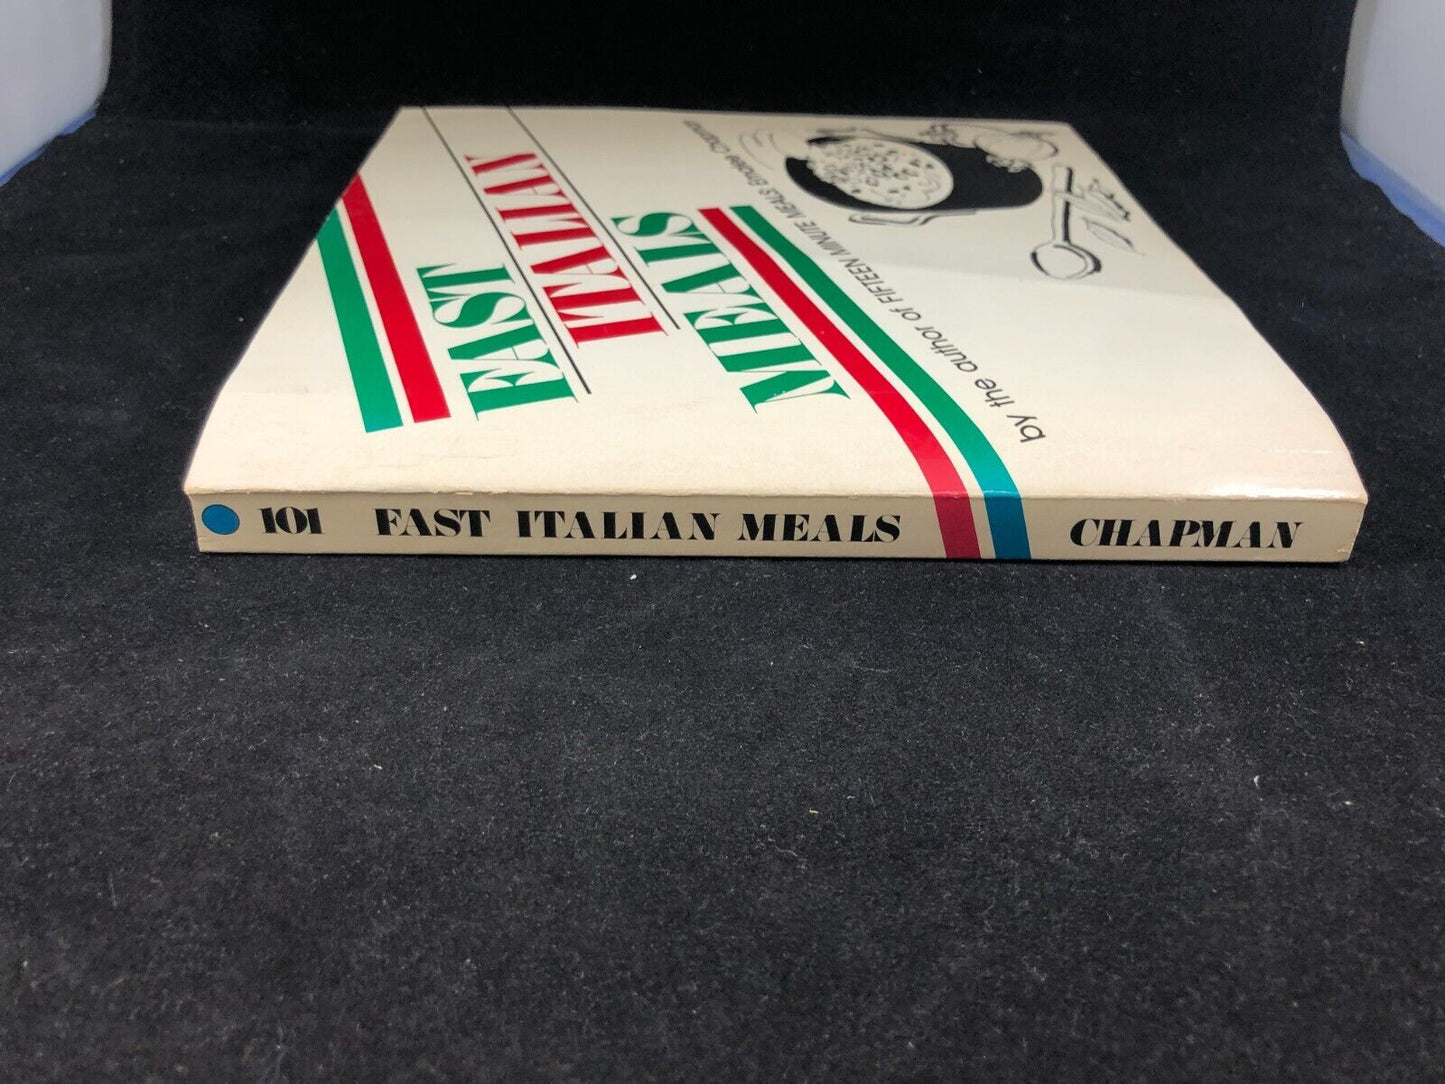 FAST
ITALIAN
MEALS
by the author of FIFTEEN MINUTE MEALS Emalee Chapman
101 FAST ITALIAN MEALS CHAPMAN